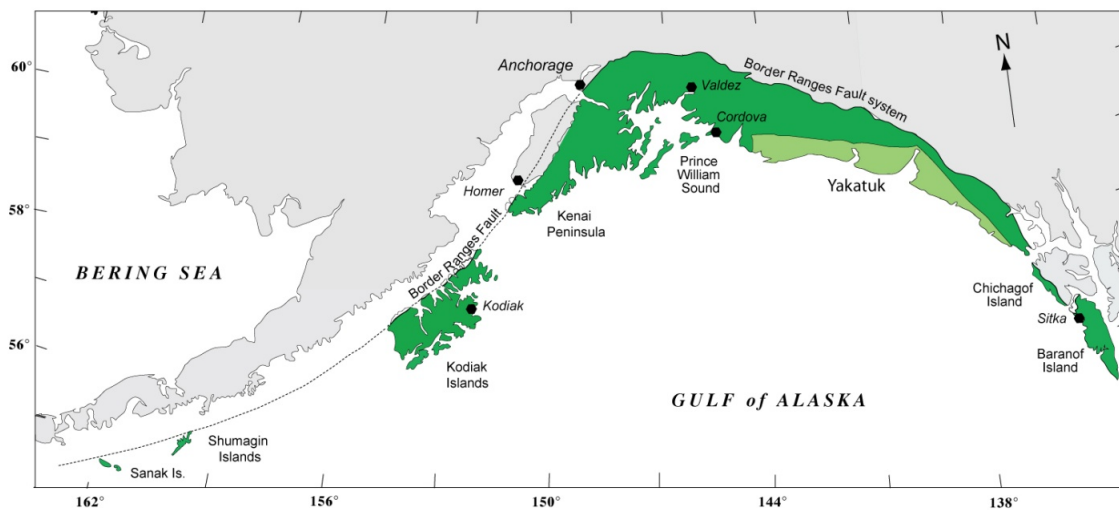 60°
58°
56°
Anchorage
Border Ranges Fault system
N
Valdez
Cordova
Prince
William
Sound
Yakatuk
Homer
Kenai
Peninsula
Border Ranges Fault
BERING SEA
Kodiak
Kodiak
Islands
Chichagof
Island
Sitka
Baranof
Island
GULF of ALASKA
Shumagin
Islands
Sanak Is.
162°
156°
150°
144°
138°